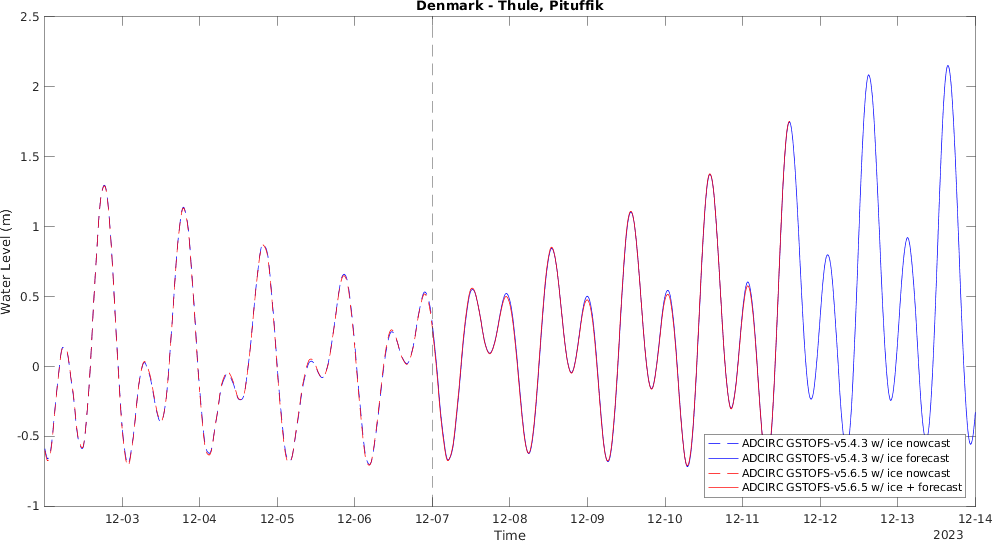 Denmark - Thule, Pituffik
2.5
2
1.5
1
0.5
0
-0.5
-1
Water Level (m)
ADCIRC GSTOFS-v5.4.3 w/ ice nowcast
ADCIRC GSTOFS-v5.4.3 w/ ice forecast
ADCIRC GSTOFS-v5.6.5 w/ ice nowcast
ADCIRC GSTOFS-v5.6.5 w/ ice + forecast
12-03 12-04 12-05 12-06 12-07 12-08 12-09 12-10 12-11 12-12 12-13 12-14
Time
2023